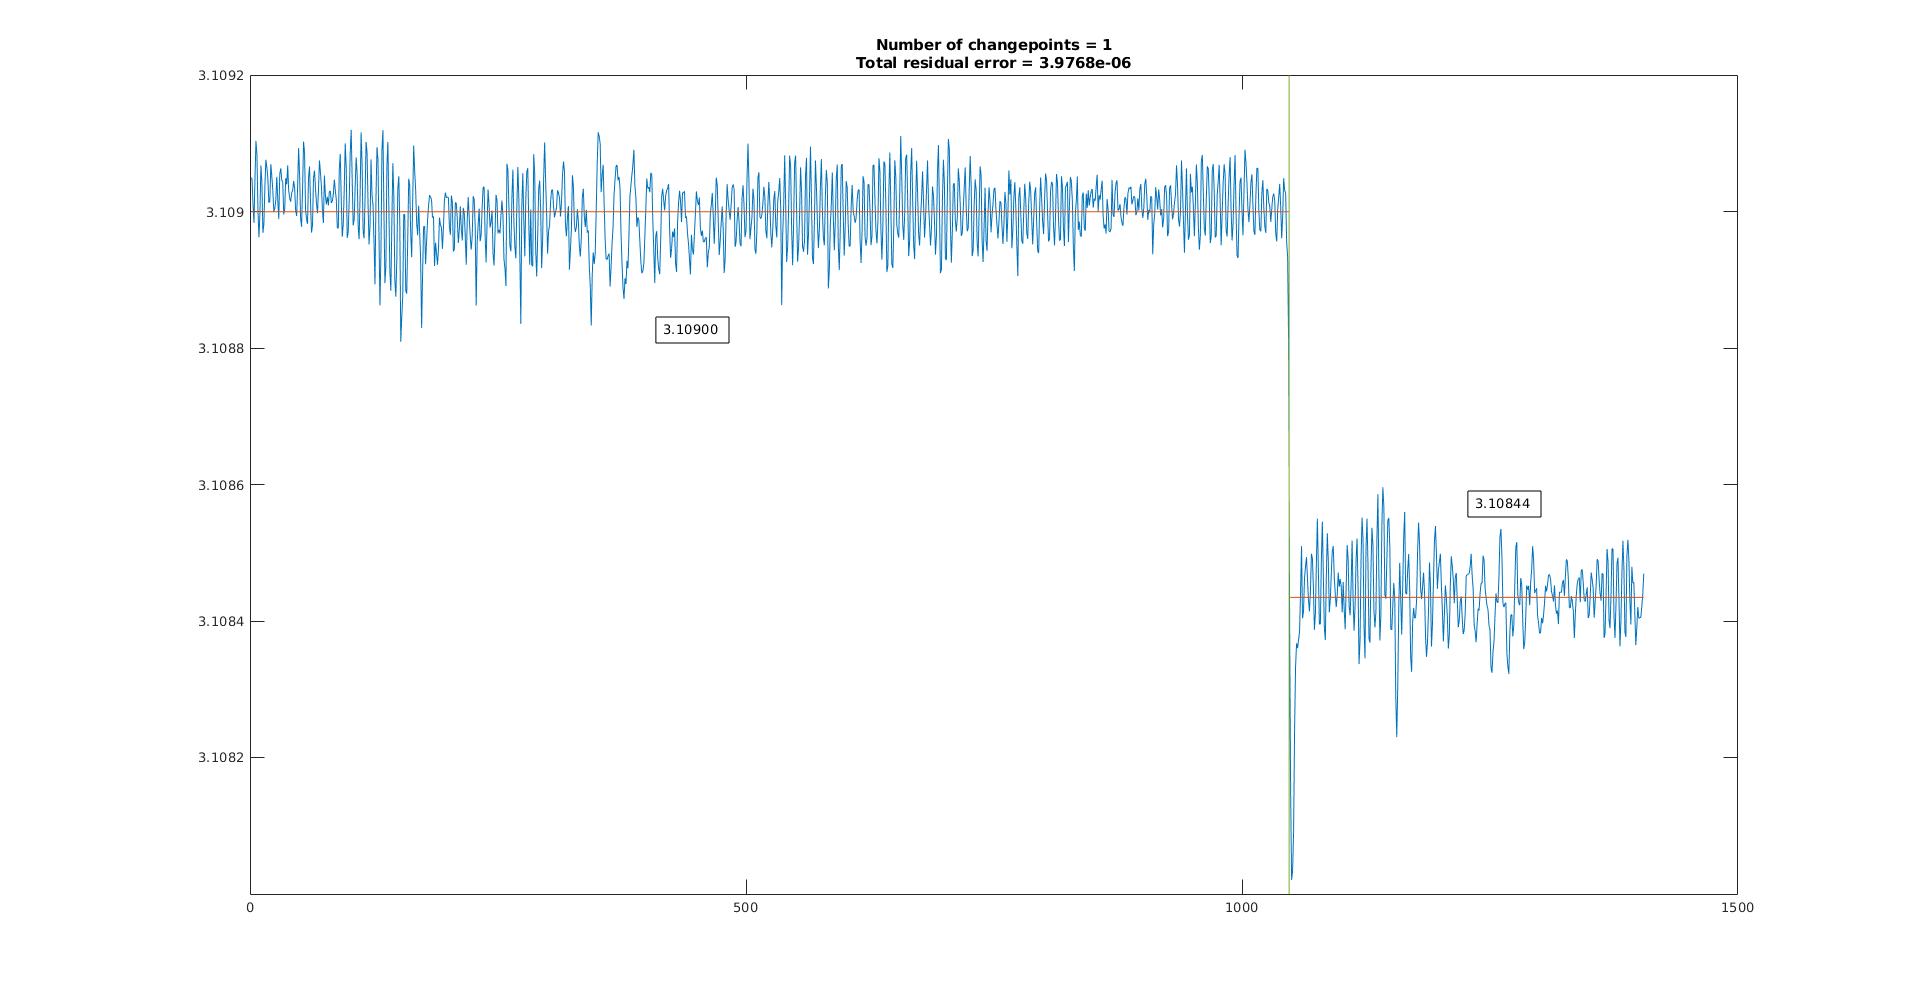 Number of changepoints = 1
Total residual error = 3.9768e-06
3.1092
3.109
3.10900
3.1088
3.1086
3.10844
3.1084
3.1082
0 500 1000 1500